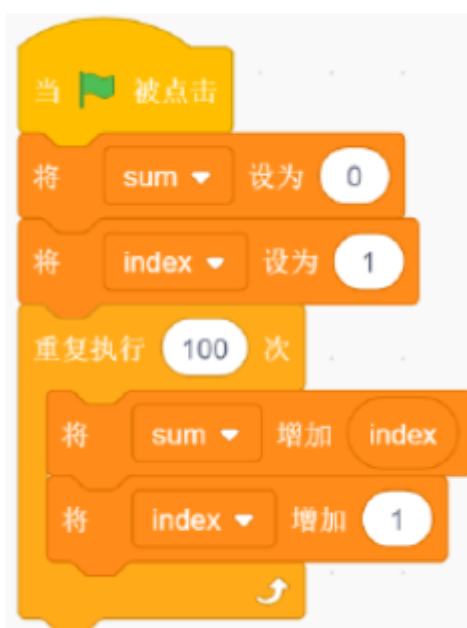 当 被点击
将 sum 设为 0
将 index 设为 1
重复执行 100 次
将 sum 增加 index
将 index 增加 1